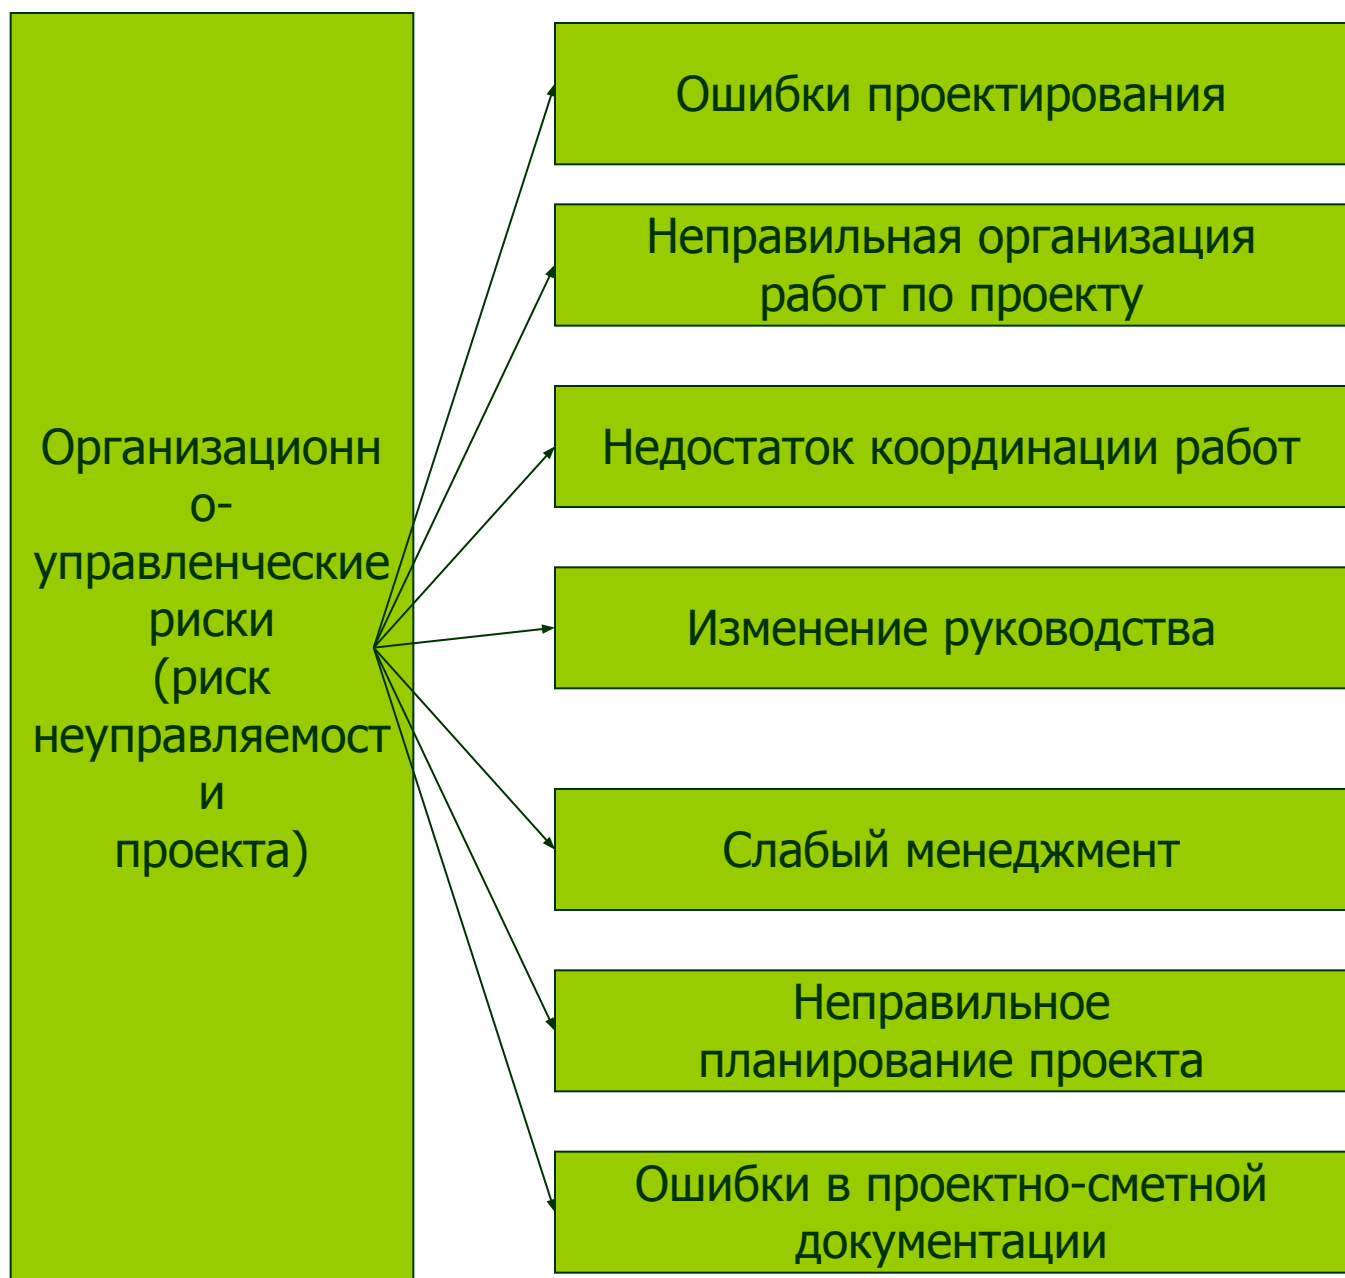 Организационн
о-
управленческие
риски
(риск
неуправляемост
и
проекта)
Ошибки проектирования
Неправильная организация
работ по проекту
Недостаток координации работ
Изменение руководства
Слабый менеджмент
Неправильное
планирование проекта
Ошибки в проектно-сметной
документации